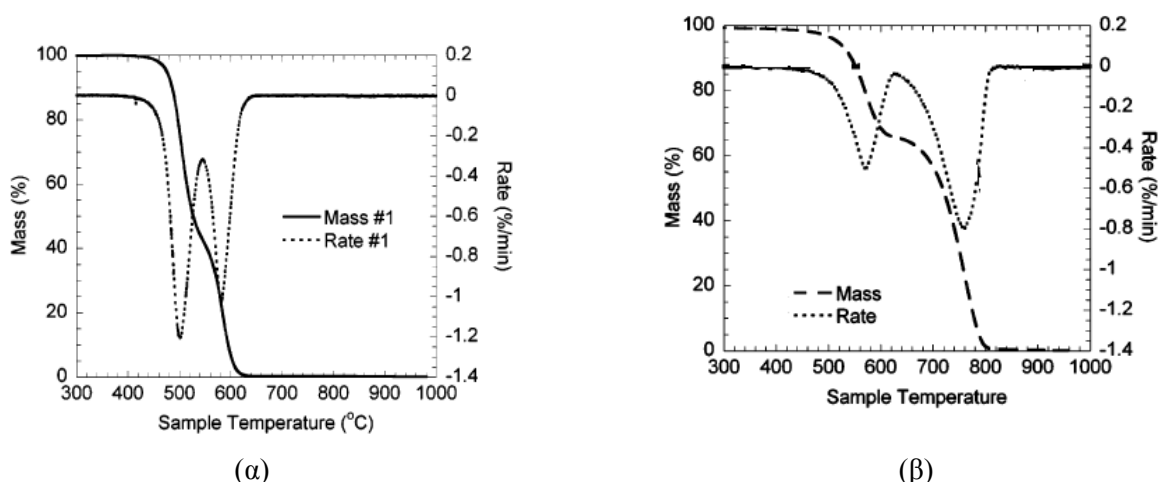 100
80
60
40
20
0
Mass (%)
0.2
0
-0.2
-0.4
-0.6
-0.8
-1
-1.2
-1.4
Rate (%/min)
Mass #1
Rate #1
300 400 500 600 700 800 900 1000
Sample Temperature (°C)
(α)
100
80
60
40
20
0
Mass (%)
0.2
0
-0.2
-0.4
-0.6
-0.8
-1
-1.2
-1.4
Rate (%/min)
Mass
Rate
300 400 500 600 700 800 900 1000
Sample Temperature
(β)